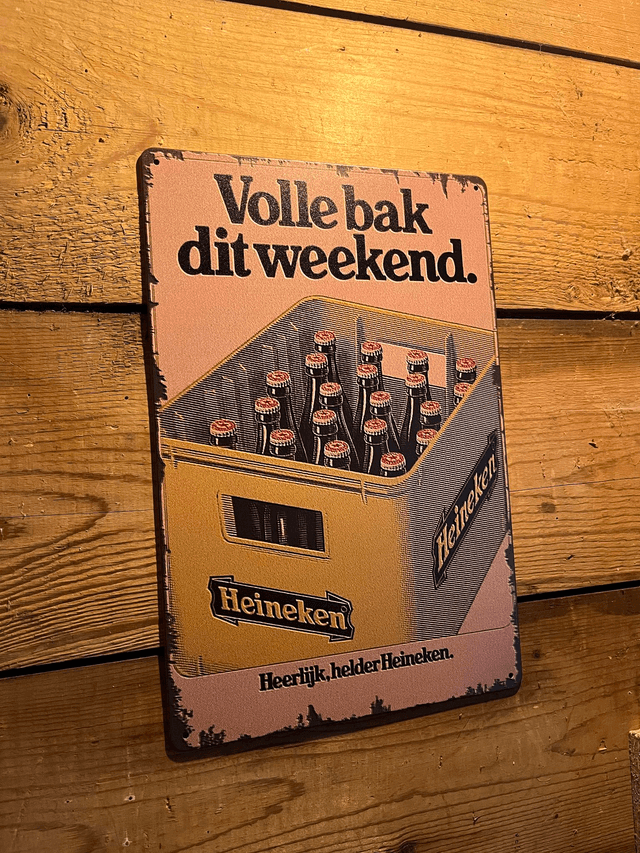 Volle bak
dit weekend.
Heineken
Heineken
Heerlijk, helder Heineken.